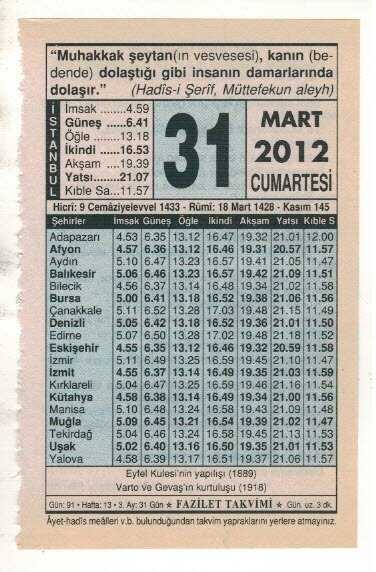 “Muhakkak şeytan(ın vesvesesi), kanın (be-
dende) dolaştığı gibi insanın damarlarında
dolaşır.” (Hadîs-i Şerîf, Müttefekun aleyh)
İSTANBUL
İmsak ........4.59
Güneş ......6.41
Öğle ........13.18
İkindi ......16.53
Akşam ....19.39
Yatsı.......21.07
Kıble Sa...11.57
31
MART
2012
CUMARTESİ
Hicrî: 9 Cemâziyelevvel 1433 - Rûmî: 18 Mart 1428 - Kasım 145
Şehirler İmsak Güneş Öğle İkindi Akşam Yatsı Kıble S
Adapazarı 4.53 6.35 13.12 16.47 19.32 21.01 12.00
Afyon 4.57 6.36 13.12 16.46 19.31 20.57 11.57
Aydın 5.10 6.47 13.23 16.57 19.41 21.05 11.47
Balıkesir 5.06 6.46 13.23 16.57 19.42 21.09 11.51
Bilecik 4.56 6.37 13.14 16.48 19.34 21.02 11.58
Bursa 5.00 6.41 13.18 16.52 19.38 21.06 11.56
Çanakkale 5.11 6.52 13.28 17.03 19.48 21.15 11.49
Denizli 5.05 6.42 13.18 16.52 19.36 21.01 11.50
Edirne 5.07 6.50 13.28 17.02 19.48 21.18 11.52
Eskişehir 4.55 6.35 13.12 16.46 19.32 20.59 11.58
İzmir 5.11 6.49 13.25 16.59 19.45 21.10 11.47
İzmit 4.55 6.37 13.14 16.49 19.35 21.03 11.59
Kırklareli 5.04 6.47 13.25 16.59 19.46 21.16 11.54
Kütahya 4.58 6.38 13.14 16.49 19.34 21.00 11.56
Manisa 5.10 6.48 13.24 16.58 19.43 21.09 11.48
Muğla 5.09 6.45 13.21 16.54 19.39 21.02 11.47
Tekirdağ 5.04 6.46 13.24 16.58 19.45 21.13 11.53
Uşak 5.02 6.40 13.16 16.50 19.35 21.01 11.53
Yalova 4.58 6.39 13.17 16.51 19.37 21.06 11.57
Eyfel Kulesi'nin yapılışı (1889)
Varto ve Gevaş'ın kurtuluşu (1918)
Gün: 91 • Hafta: 13 • 3. Ay: 31 Gün ★ FAZİLET TAKVİMİ ★ Gün. uz. 3 dk.
Âyet-hadîs meâlleri v.b. bulunduğundan takvim yapraklarını yerlere atmayınız.